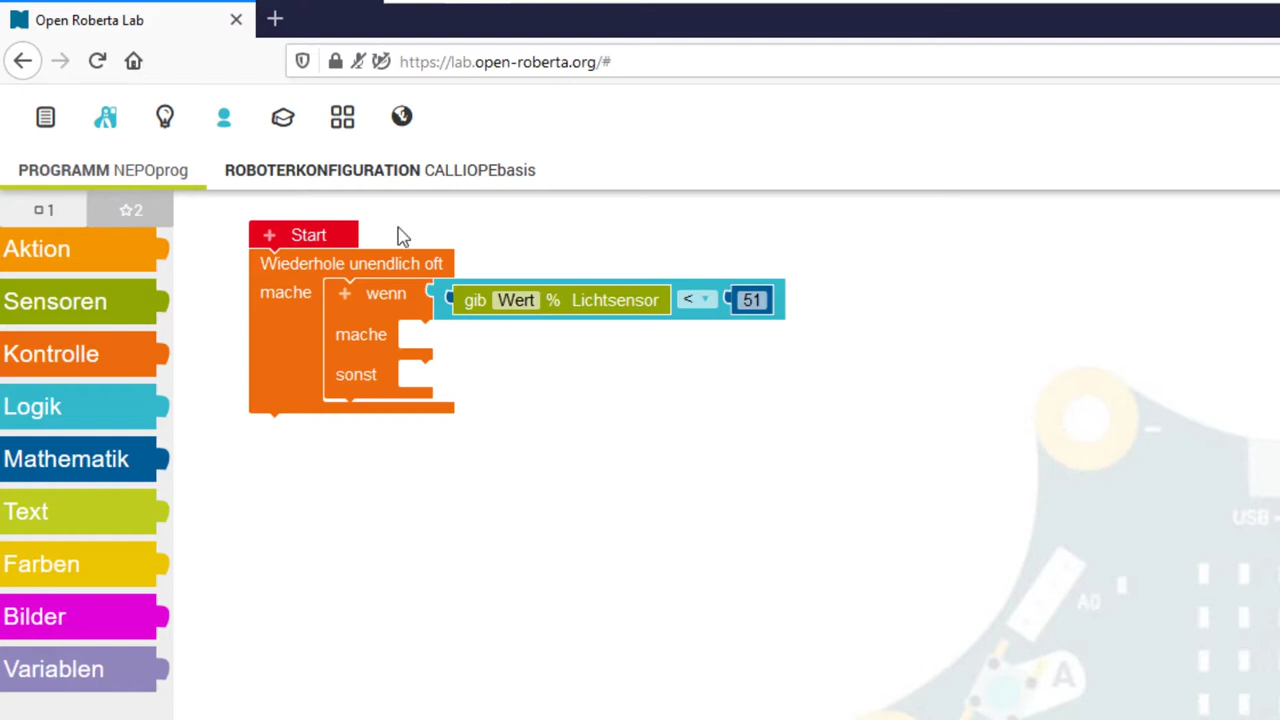 Open Roberta Lab
https://lab.open-roberta.org/#
PROGRAMM NEPOprog
ROBOTERKONFIGURATION CALLIOPEbasis
1
2
Aktion
Sensoren
Kontrolle
Logik
Mathematik
Text
Farben
Bilder
Variablen
+ Start
Wiederhole unendlich oft
mache
+ wenn
gib Wert % Lichtsensor < 51
mache
sonst
USB
A0
A